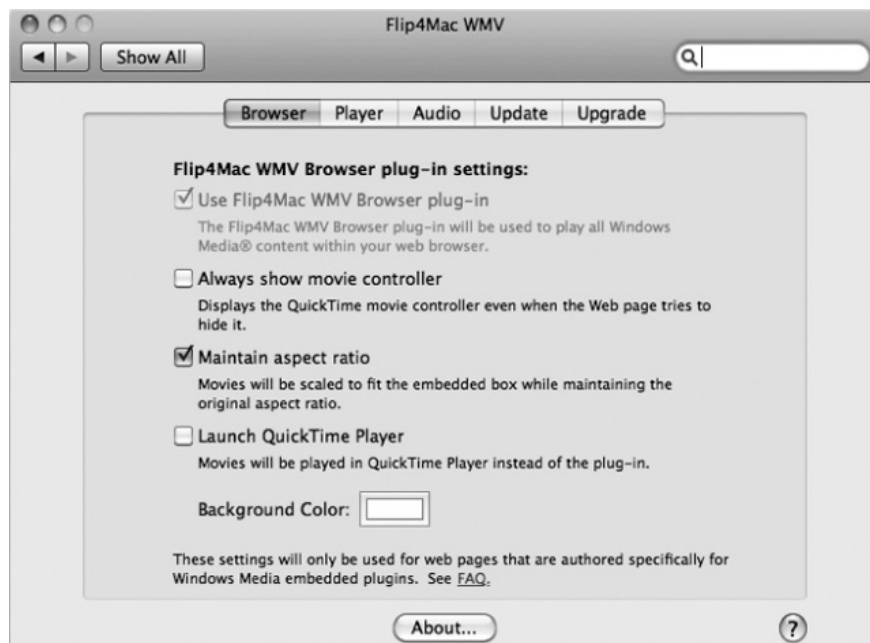 Flip4Mac WMV
Show All
Browser Player Audio Update Upgrade
Flip4Mac WMV Browser plug-in settings:
Use Flip4Mac WMV Browser plug-in
The Flip4Mac WMV Browser plug-in will be used to play all Windows
Media® content within your web browser.
Always show movie controller
Displays the QuickTime movie controller even when the Web page tries to
hide it.
Maintain aspect ratio
Movies will be scaled to fit the embedded box while maintaining the
original aspect ratio.
Launch QuickTime Player
Movies will be played in QuickTime Player instead of the plug-in.
Background Color:
These settings will only be used for web pages that are authored specifically for
Windows Media embedded plugins. See FAQ.
About... ?